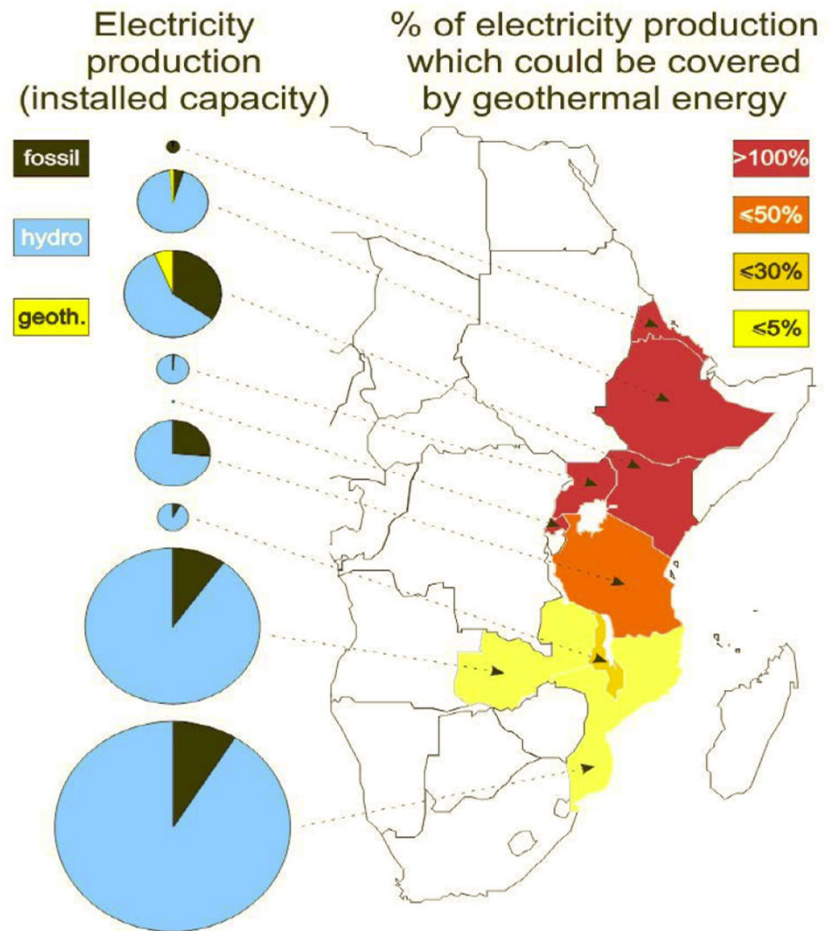 Electricity
production
(installed capacity)
% of electricity production
which could be covered
by geothermal energy
fossil
hydro
geoth.
>100%
⩽50%
⩽30%
⩽5%